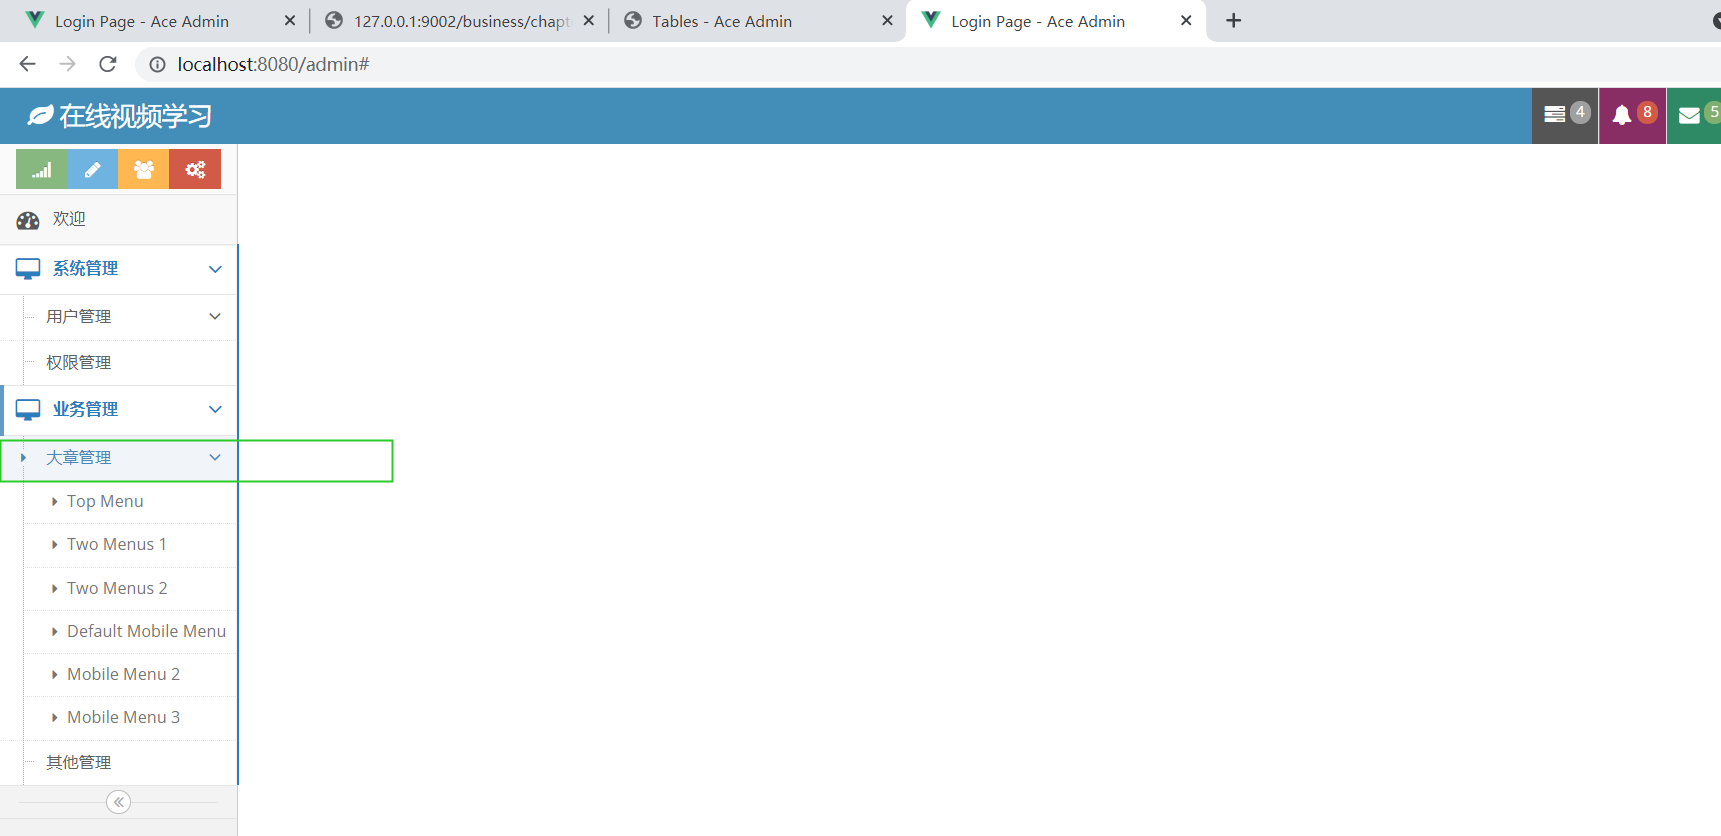 Login Page - Ace Admin
127.0.0.1:9002/business/chapt
Tables - Ace Admin
Login Page - Ace Admin
localhost:8080/admin#
在线视频学习
4
8
5
欢迎
系统管理
用户管理
权限管理
业务管理
大章管理
Top Menu
Two Menus 1
Two Menus 2
Default Mobile Menu
Mobile Menu 2
Mobile Menu 3
其他管理